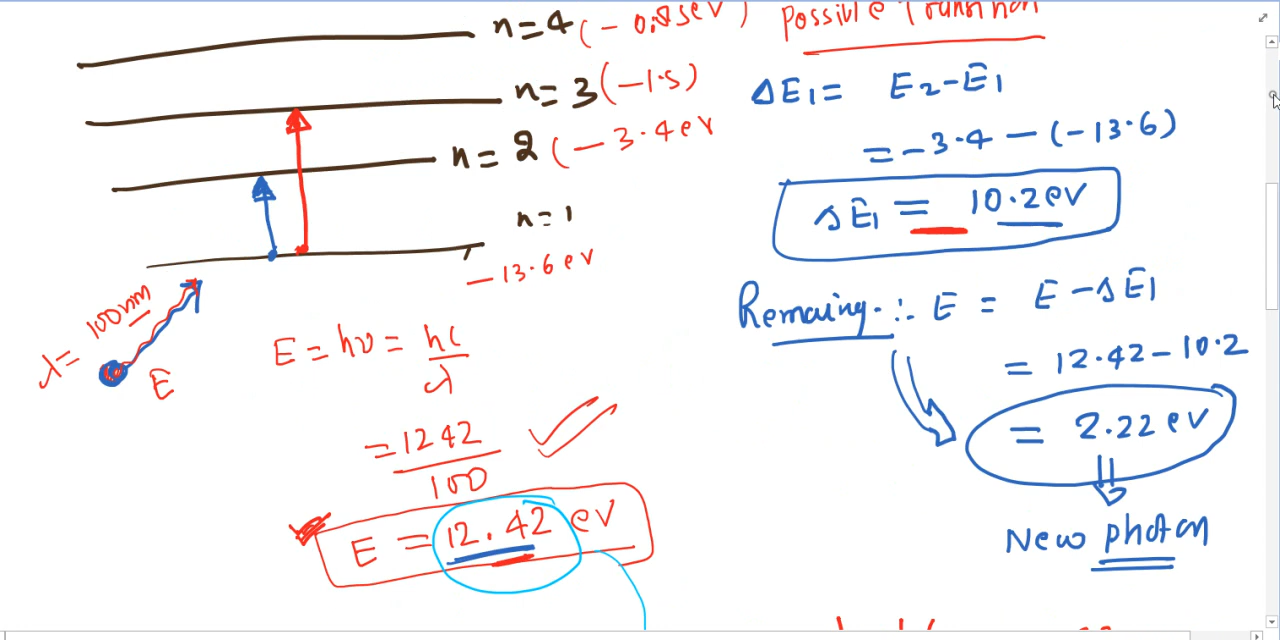 n=4 (-0.85ev)
n=3 (-1.5)
n=2 (-3.4ev
n=1
-13.6ev
λ=100nm
E
E=hν=hc/λ
=1242/100
E=12.42 eV
Possible Transition
ΔE1= E2-E1
=-3.4-(-13.6)
ΔE1= 10.2ev
Remaining. ∴ E = E-ΔE1
= 12.42-10.2
= 2.22 eV
New photon